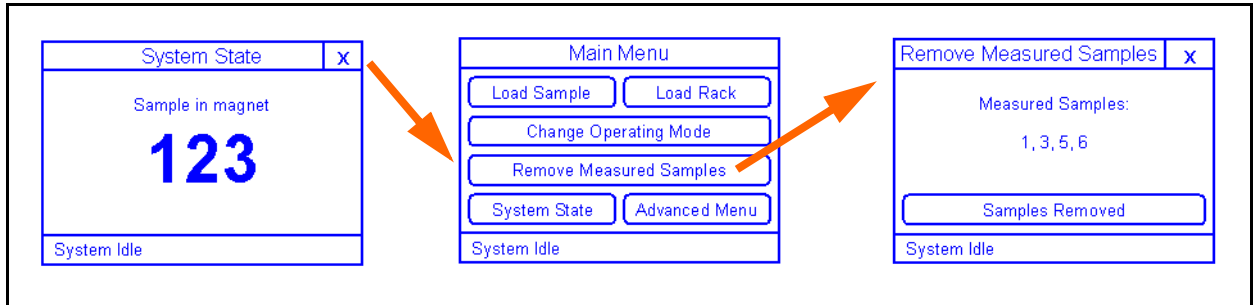 System State
X
Sample in magnet
123
System Idle
Main Menu
Load Sample
Load Rack
Change Operating Mode
Remove Measured Samples
System State
Advanced Menu
System Idle
Remove Measured Samples
X
Measured Samples:
1, 3, 5, 6
Samples Removed
System Idle